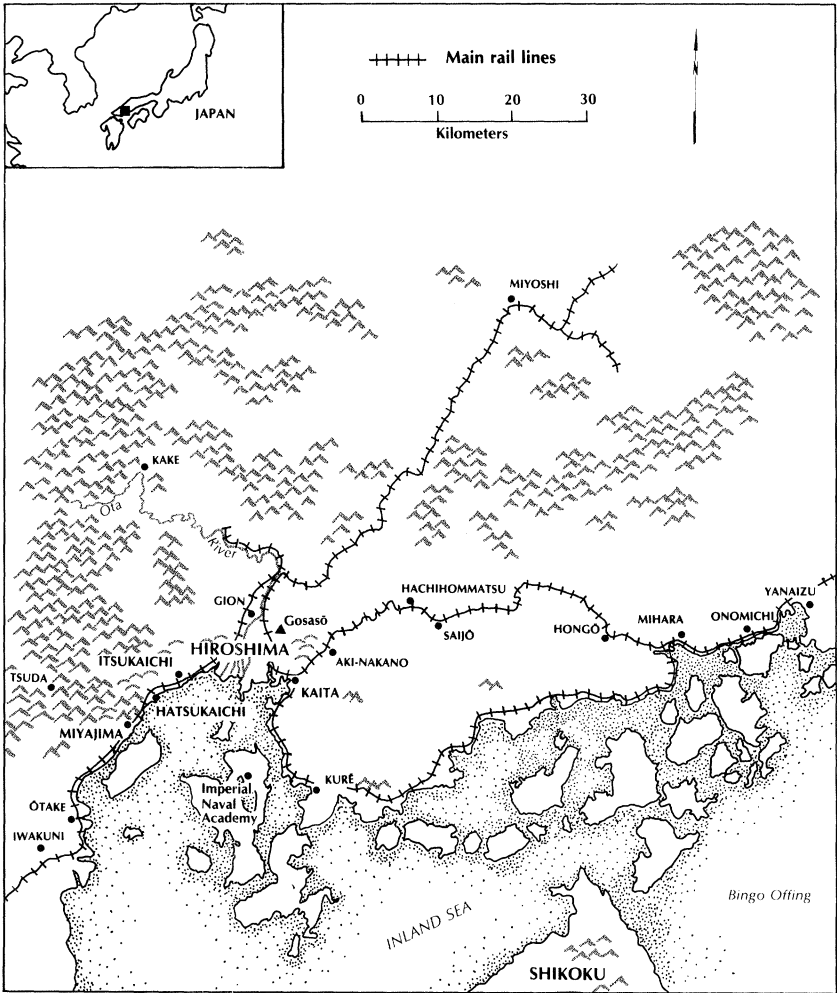 JAPAN
Main rail lines
0 10 20 30
Kilometers
MIYOSHI
KAKE
Ota
River
GION
Gosasō
HACHIHOMMATSU
SAIJŌ
HONGŌ
MIHARA
ONOMICHI
YANAIZU
HIROSHIMA
AKI-NAKANO
ITSUKAICHI
TSUDA
KAITA
HATSUKAICHI
MIYAJIMA
KURĒ
Imperial
Naval
Academy
ŌTAKE
IWAKUNI
INLAND SEA
Bingo Offing
SHIKOKU